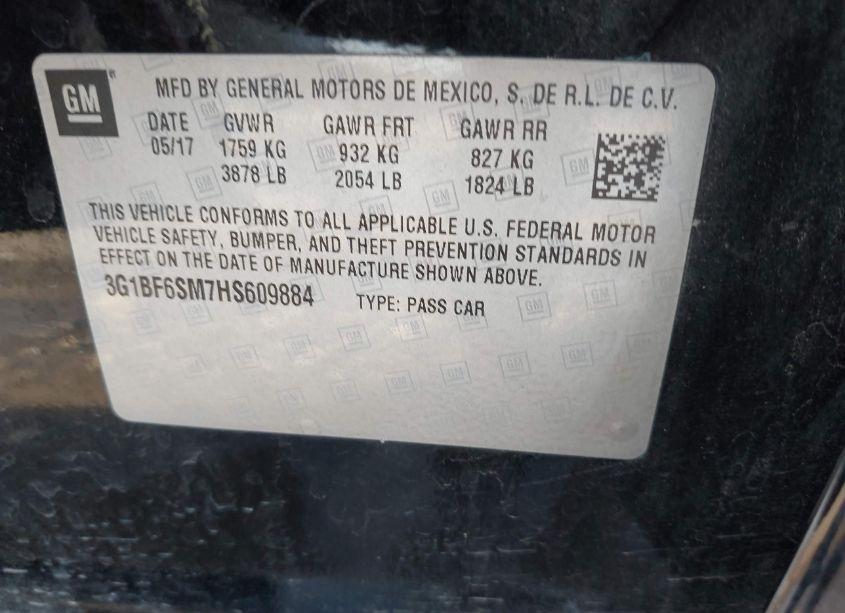 GM
MFD BY GENERAL MOTORS DE MEXICO, S. DE R.L. DE C.V.
DATE GVWR GAWR FRT GAWR RR
05/17 1759 KG 932 KG 827 KG
3878 LB 2054 LB 1824 LB
THIS VEHICLE CONFORMS TO ALL APPLICABLE U.S. FEDERAL MOTOR
VEHICLE SAFETY, BUMPER, AND THEFT PREVENTION STANDARDS IN
EFFECT ON THE DATE OF MANUFACTURE SHOWN ABOVE.
3G1BF6SM7HS609884 TYPE: PASS CAR